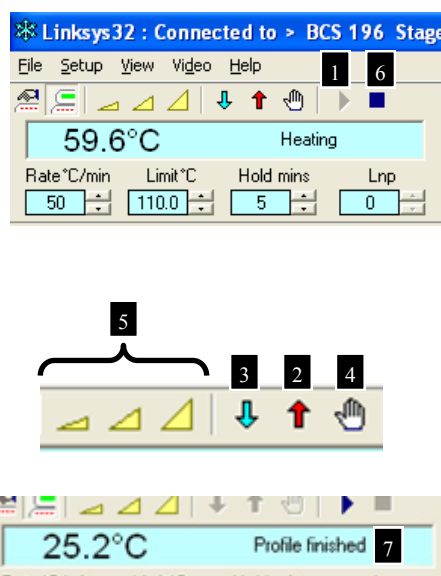 Linksys32 : Connected to > BCS 196 Stage
File Setup View Video Help
1 6
59.6°C Heating
Rate°C/min Limit°C Hold mins Lnp
50 110.0 5 0
5
3 2 4
25.2°C Profile finished 7